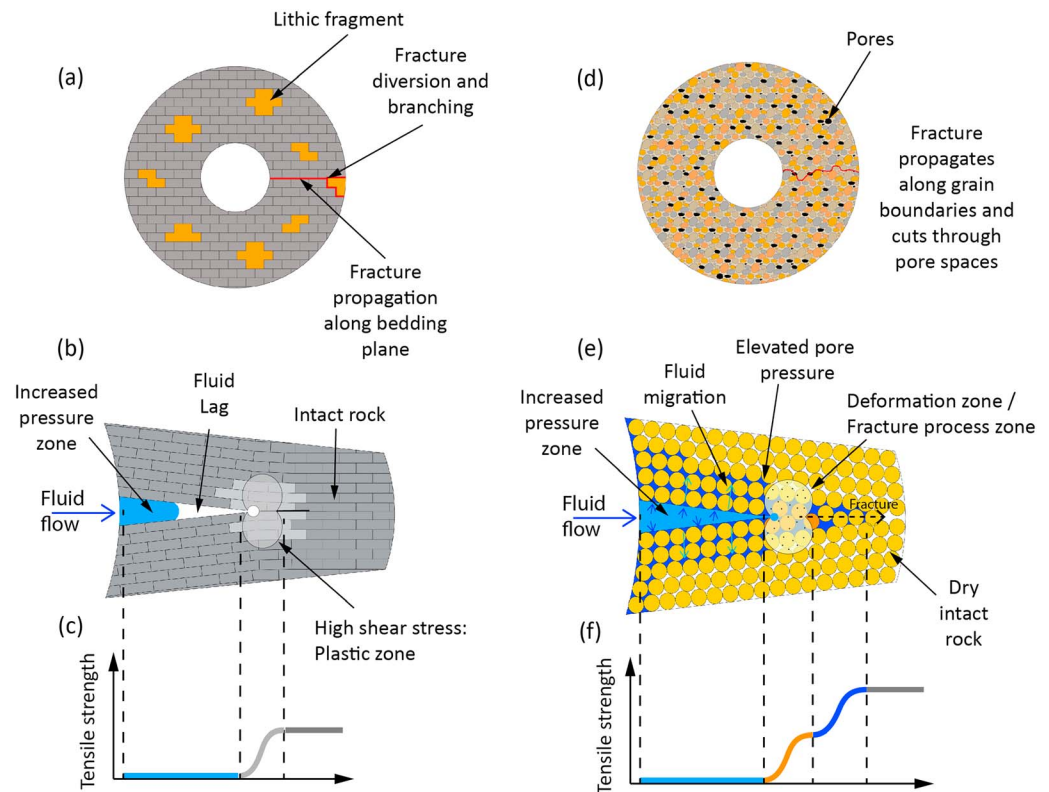 (a)
Lithic fragment
Fracture
diversion and
branching
Fracture
propagation
along bedding
plane
(d)
Pores
Fracture
propagates
along grain
boundaries and
cuts through
pore spaces
(b)
Increased
pressure
zone
Fluid
Lag
Intact rock
Fluid
flow
High shear stress:
Plastic zone
(c)
Tensile strength
(e)
Increased
pressure
zone
Fluid
migration
Elevated pore
pressure
Deformation zone /
Fracture process zone
Fluid
flow
Fracture
Dry
intact
rock
(f)
Tensile strength